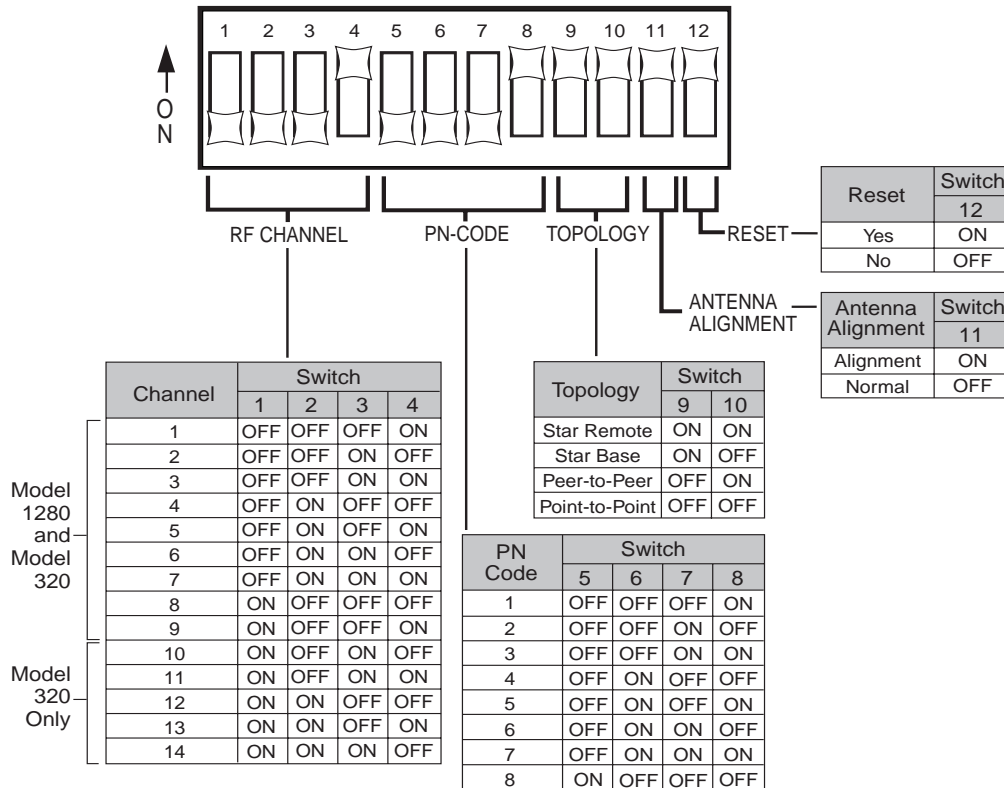 1 2 3 4 5 6 7 8 9 10 11 12
O
N
RF CHANNEL PN-CODE TOPOLOGY RESET
ANTENNA
ALIGNMENT
Reset Switch
12
Yes ON
No OFF
Antenna
Alignment Switch
11
Alignment ON
Normal OFF
Channel Switch
1 2 3 4
1 OFF OFF OFF ON
2 OFF OFF ON OFF
3 OFF OFF ON ON
4 OFF ON OFF OFF
5 OFF ON OFF ON
6 OFF ON ON OFF
7 OFF ON ON ON
8 ON OFF OFF OFF
9 ON OFF OFF ON
10 ON OFF ON OFF
11 ON OFF ON ON
12 ON ON OFF OFF
13 ON ON OFF ON
14 ON ON ON OFF
Model
1280
and
Model
320
Model
320
Only
Topology Switch
9 10
Star Remote ON ON
Star Base ON OFF
Peer-to-Peer OFF ON
Point-to-Point OFF OFF
PN
Code Switch
5 6 7 8
1 OFF OFF OFF ON
2 OFF OFF ON OFF
3 OFF OFF ON ON
4 OFF ON OFF OFF
5 OFF ON OFF ON
6 OFF ON ON OFF
7 OFF ON ON ON
8 ON OFF OFF OFF